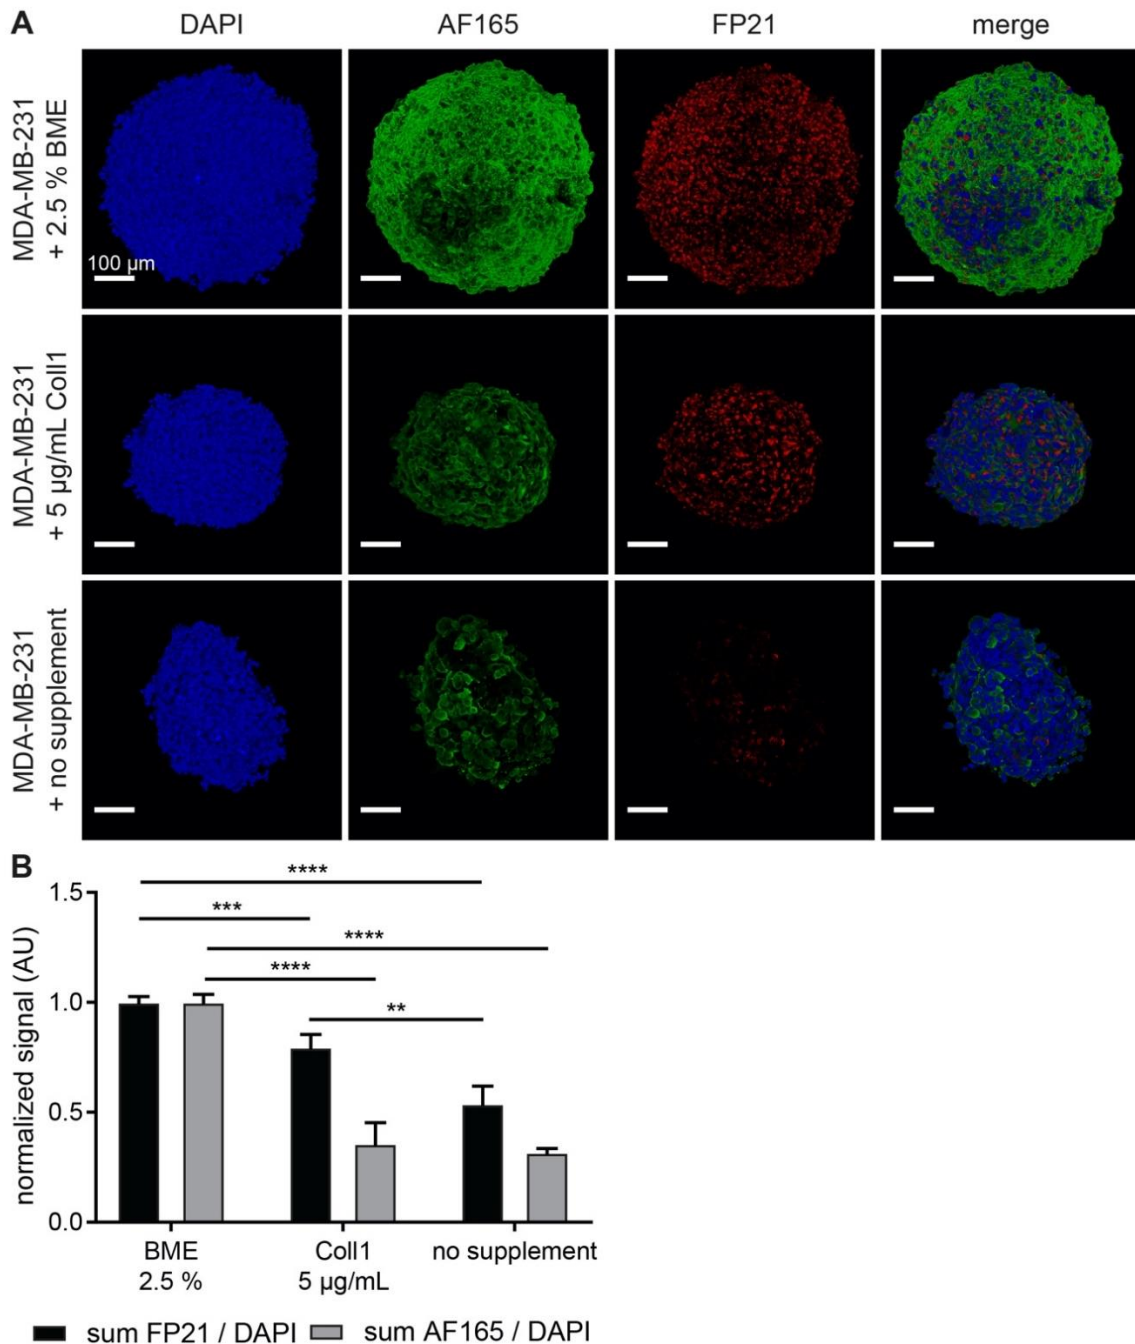 A
DAPI
AF165
FP21
merge
MDA-MB-231
+ 2.5 % BME
100 µm
MDA-MB-231
+ 5 µg/mL Coll1
MDA-MB-231
+ no supplement
B
normalized signal (AU)
1.5
1.0
0.5
0.0
****
***
****
****
**
BME
2.5 %
Coll1
5 µg/mL
no supplement
sum FP21 / DAPI
sum AF165 / DAPI